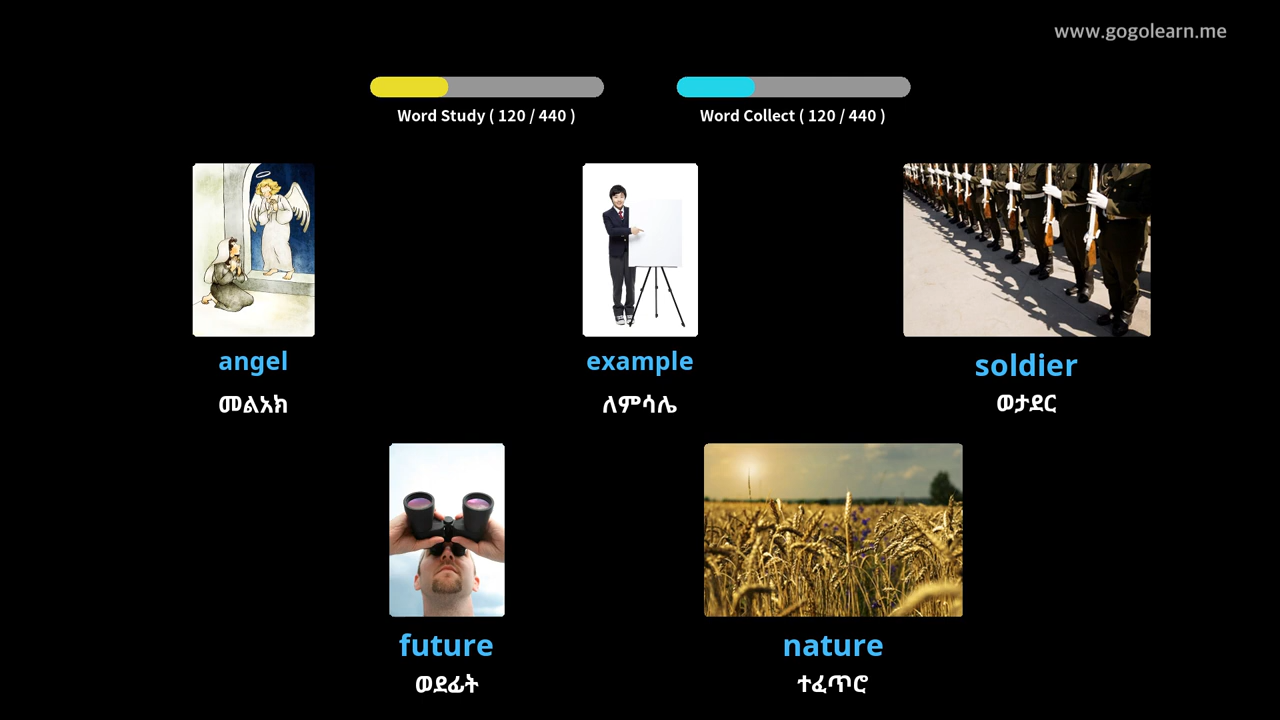 www.gogolearn.me
Word Study ( 120 / 440 )
Word Collect ( 120 / 440 )
angel
መልአክ
example
ለምሳሌ
soldier
ወታደር
future
ወደፊት
nature
ተፈጥሮ